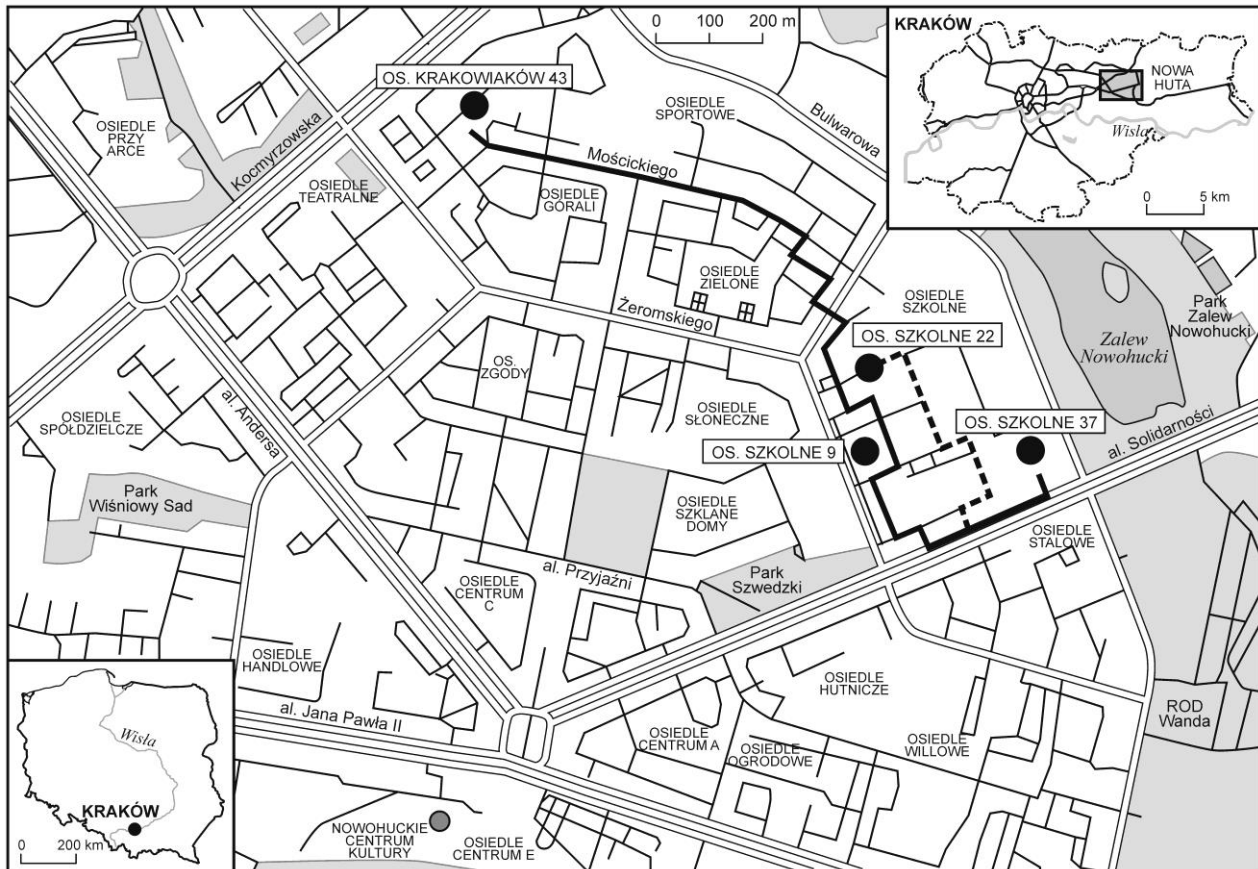 0 100 200 m
KRAKÓW
NOWA
HUTA
Wisła
0 5 km
OS. KRAKOWIAKÓW 43
OSIEDLE
PRZY
ARCE
Kocmyrzowska
OSIEDLE
TEATRALNE
OSIEDLE
SPORTOWE
Bulwarowa
Mościckiego
OSIEDLE
GÓRALI
OSIEDLE
ZIELONE
Żeromskiego
OSIEDLE
SZKOLNE
Park
Zalew
Nowohucki
Zalew
Nowohucki
OS. SZKOLNE 22
OS.
ZGODY
OSIEDLE
SŁONECZNE
OS. SZKOLNE 37
OS. SZKOLNE 9
al. Solidarności
OSIEDLE
SPÓŁDZIELCZE
al. Andersa
Park
Wiśniowy Sad
OSIEDLE
SZKLANE
DOMY
OSIEDLE
STALOWE
al. Przyjaźni
Park
Szwedzki
OSIEDLE
CENTRUM
C
OSIEDLE
HANDLOWE
OSIEDLE
HUTNICZE
al. Jana Pawła II
OSIEDLE
CENTRUM A
OSIEDLE
OGRODOWE
OSIEDLE
WILLOWE
ROD
Wanda
Wisła
KRAKÓW
0 200 km
NOWOHUCKIE
CENTRUM
KULTURY
OSIEDLE
CENTRUM E